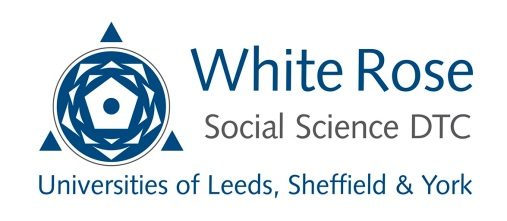 White Rose
Social Science DTC
Universities of Leeds, Sheffield & York